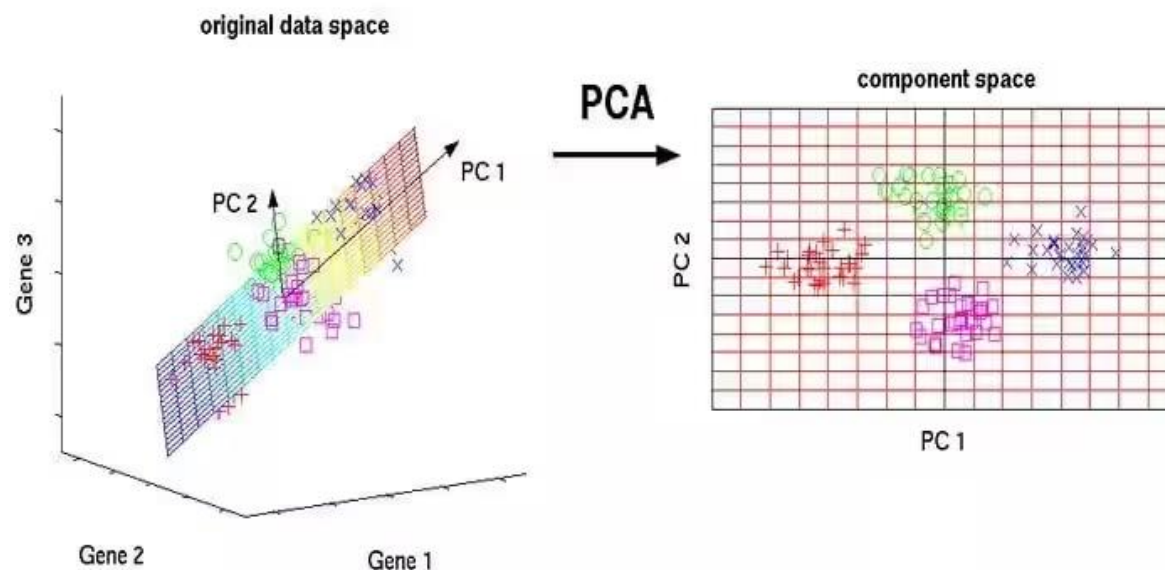 original data space
PC 1
PC 2
Gene 3
Gene 2
Gene 1
PCA
component space
PC 2
PC 1